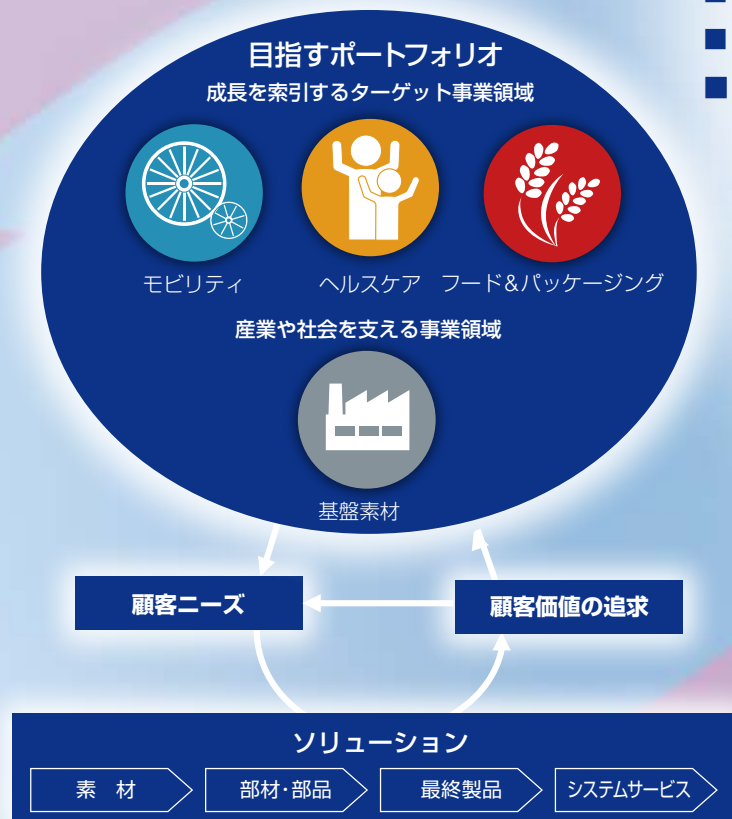 目指すポートフォリオ
成長を索引するターゲット事業領域
モビリティ
ヘルスケア
フード&パッケージング
産業や社会を支える事業領域
基盤素材
顧客ニーズ
顧客価値の追求
ソリューション
素　材
部材・部品
最終製品
システムサービス